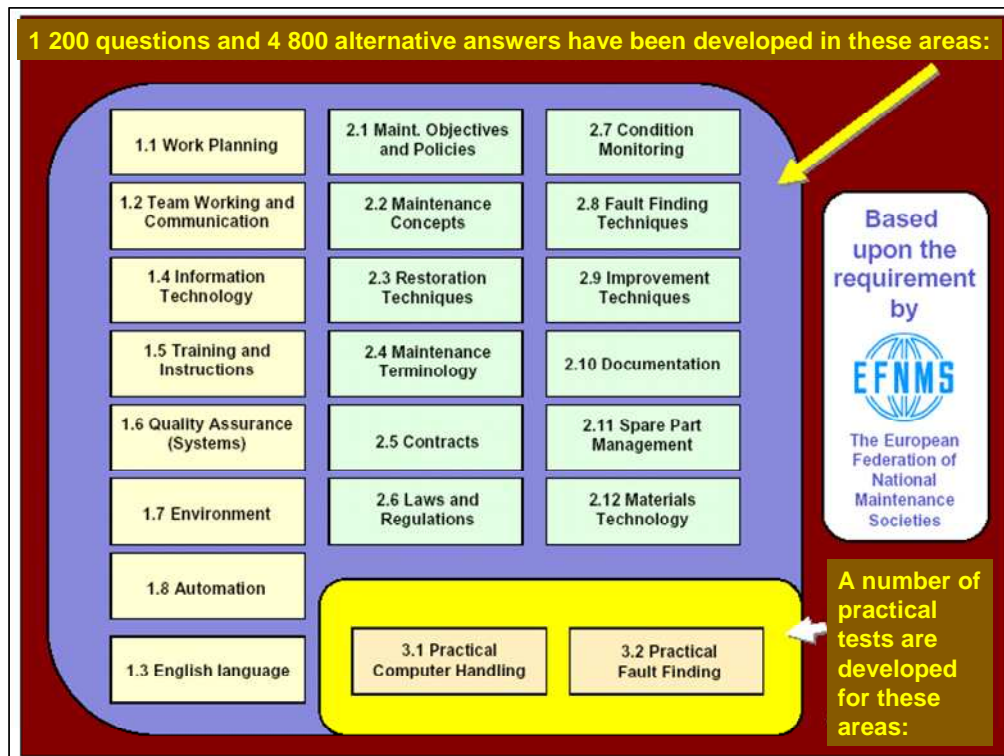 1 200 questions and 4 800 alternative answers have been developed in these areas:
1.1 Work Planning
1.2 Team Working and
Communication
1.4 Information
Technology
1.5 Training and
Instructions
1.6 Quality Assurance
(Systems)
1.7 Environment
1.8 Automation
1.3 English language
2.1 Maint. Objectives
and Policies
2.2 Maintenance
Concepts
2.3 Restoration
Techniques
2.4 Maintenance
Terminology
2.5 Contracts
2.6 Laws and
Regulations
2.7 Condition
Monitoring
2.8 Fault Finding
Techniques
2.9 Improvement
Techniques
2.10 Documentation
2.11 Spare Part
Management
2.12 Materials
Technology
3.1 Practical
Computer Handling
3.2 Practical
Fault Finding
Based
upon the
requirement
by
EFNMS
The European
Federation of
National
Maintenance
Societies
A number of
practical
tests are
developed
for these
areas: